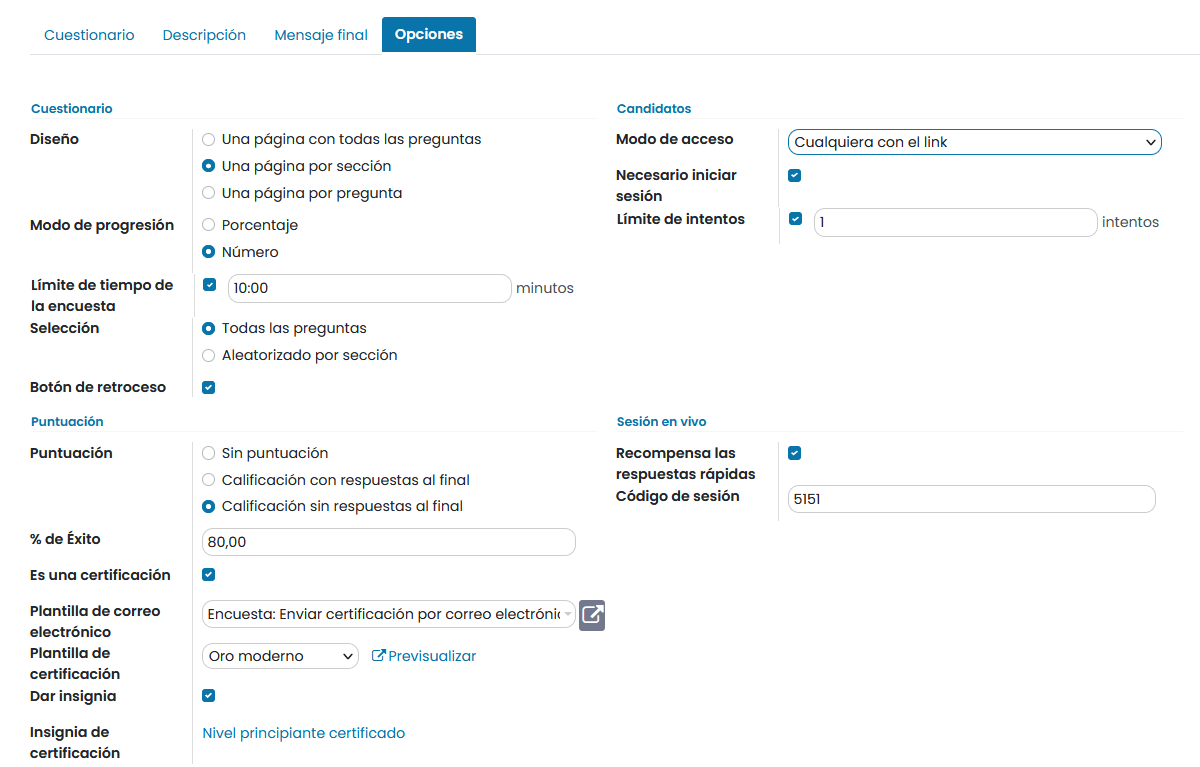 Cuestionario
Descripción
Mensaje final
Opciones
Cuestionario
Diseño
Una página con todas las preguntas
Una página por sección
Una página por pregunta
Modo de progresión
Porcentaje
Número
Límite de tiempo de
la encuesta
10:00
minutos
Selección
Todas las preguntas
Aleatorizado por sección
Botón de retroceso
Candidatos
Modo de acceso
Cualquiera con el link
Necesario iniciar
sesión
Límite de intentos
1
intentos
Puntuación
Puntuación
Sin puntuación
Calificación con respuestas al final
Calificación sin respuestas al final
% de Éxito
80,00
Es una certificación
Plantilla de correo
electrónico
Encuesta: Enviar certificación por correo electrónic
Plantilla de
certificación
Oro moderno
Previsualizar
Dar insignia
Insignia de
certificación
Nivel principiante certificado
Sesión en vivo
Recompensa las
respuestas rápidas
Código de sesión
5151